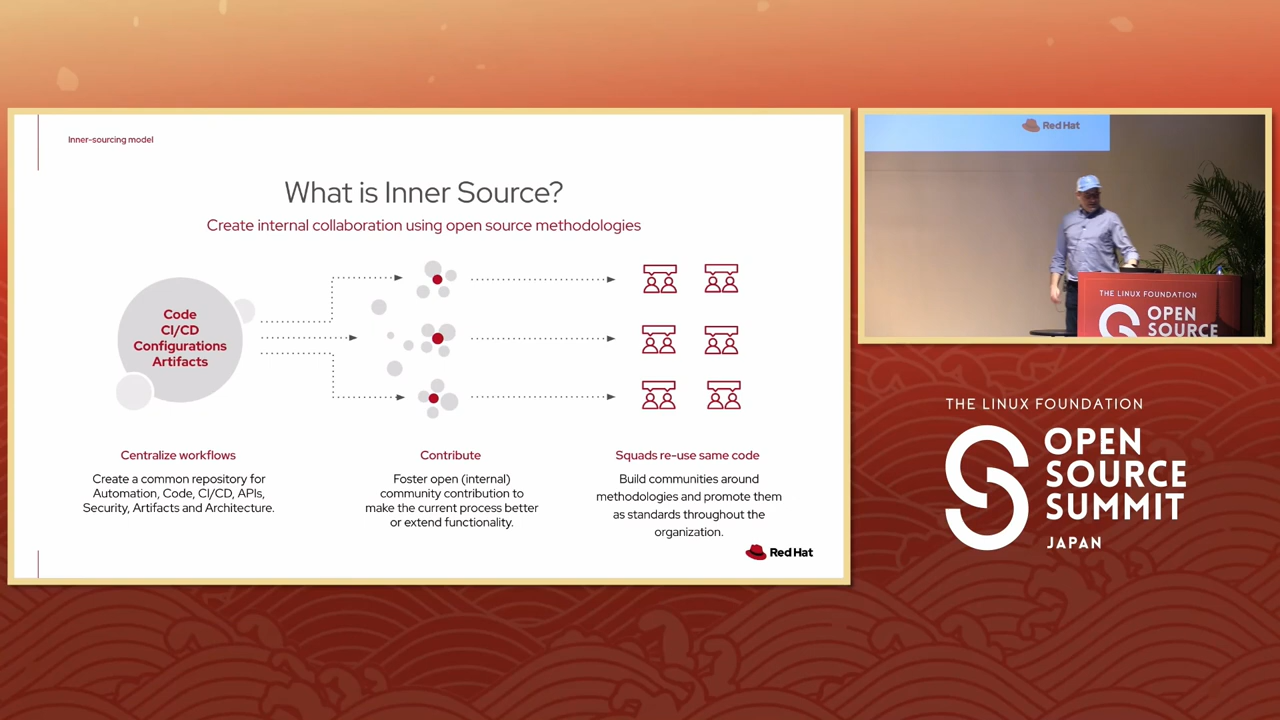 Inner-sourcing model
What is Inner Source?
Create internal collaboration using open source methodologies
Code
CI/CD
Configurations
Artifacts
Centralize workflows
Create a common repository for
Automation, Code, CI/CD, APIs,
Security, Artifacts and Architecture.
Contribute
Foster open (internal)
community contribution to
make the current process better
or extend functionality.
Squads re-use same code
Build communities around
methodologies and promote them
as standards throughout the
organization.
Red Hat
Red Hat
THE LINUX FOUNDATION
OPEN
SOURCE
THE LINUX FOUNDATION
OPEN
SOURCE
SUMMIT
JAPAN